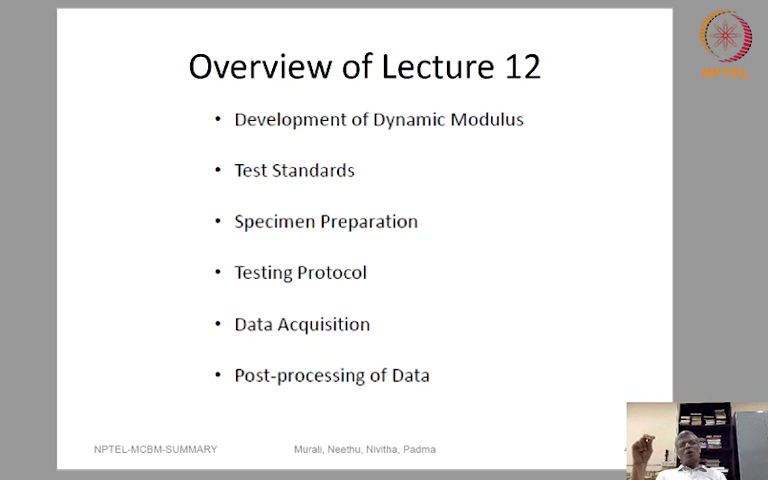 NPTEL
Overview of Lecture 12
• Development of Dynamic Modulus
• Test Standards
• Specimen Preparation
• Testing Protocol
• Data Acquisition
• Post-processing of Data
NPTEL-MCBM-SUMMARY
Murali, Neethu, Nivitha, Padma